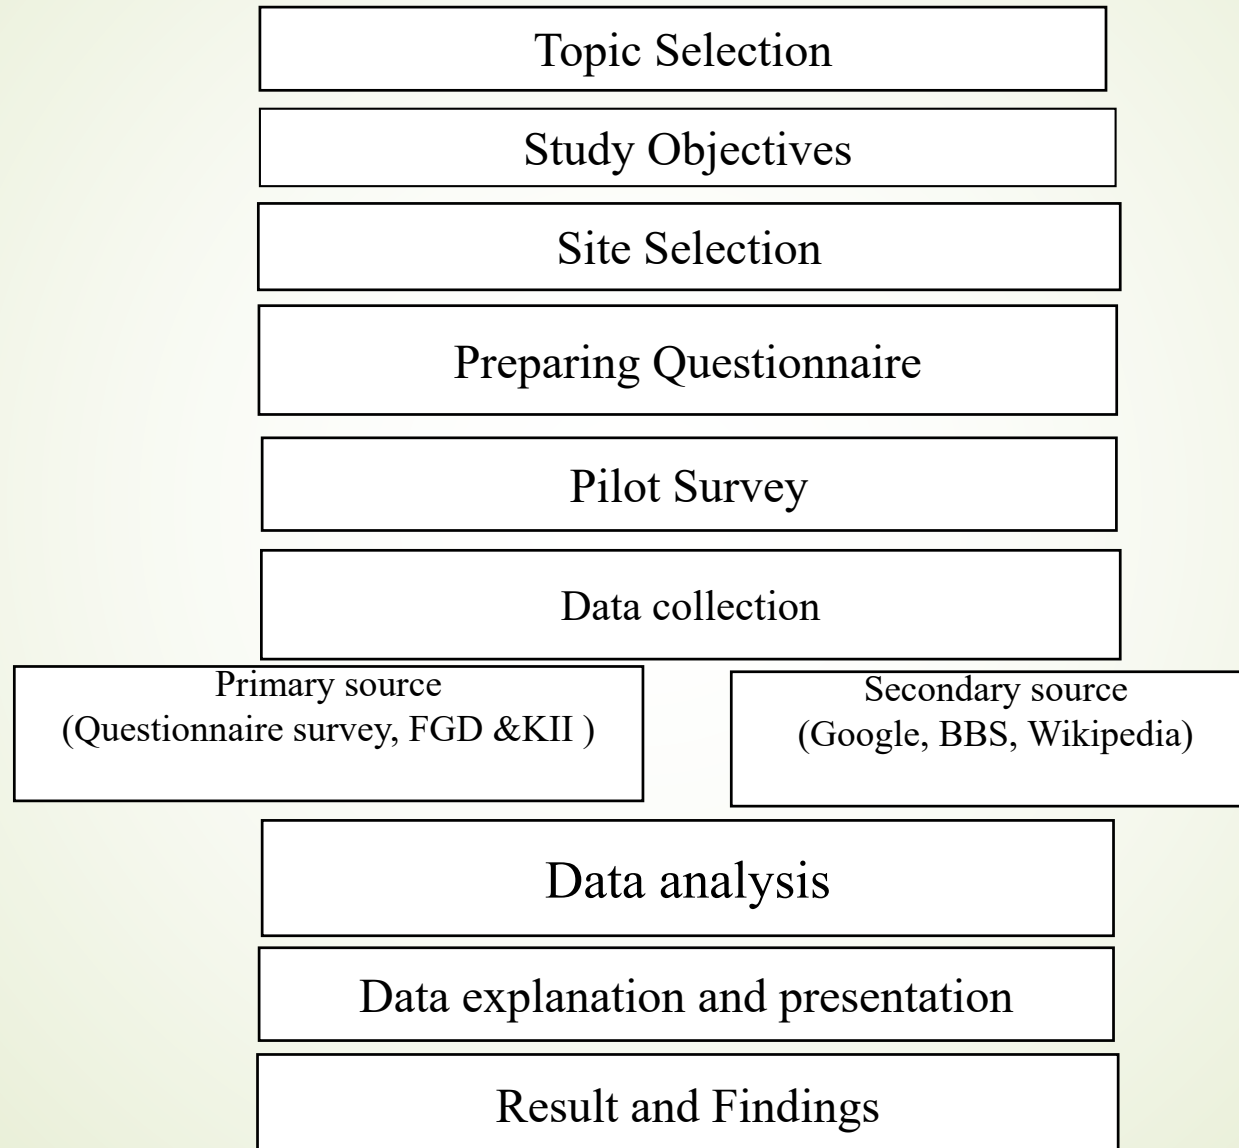 Topic Selection
Study Objectives
Site Selection
Preparing Questionnaire
Pilot Survey
Data collection
Primary source
(Questionnaire survey, FGD &KII )
Secondary source
(Google, BBS, Wikipedia)
Data analysis
Data explanation and presentation
Result and Findings